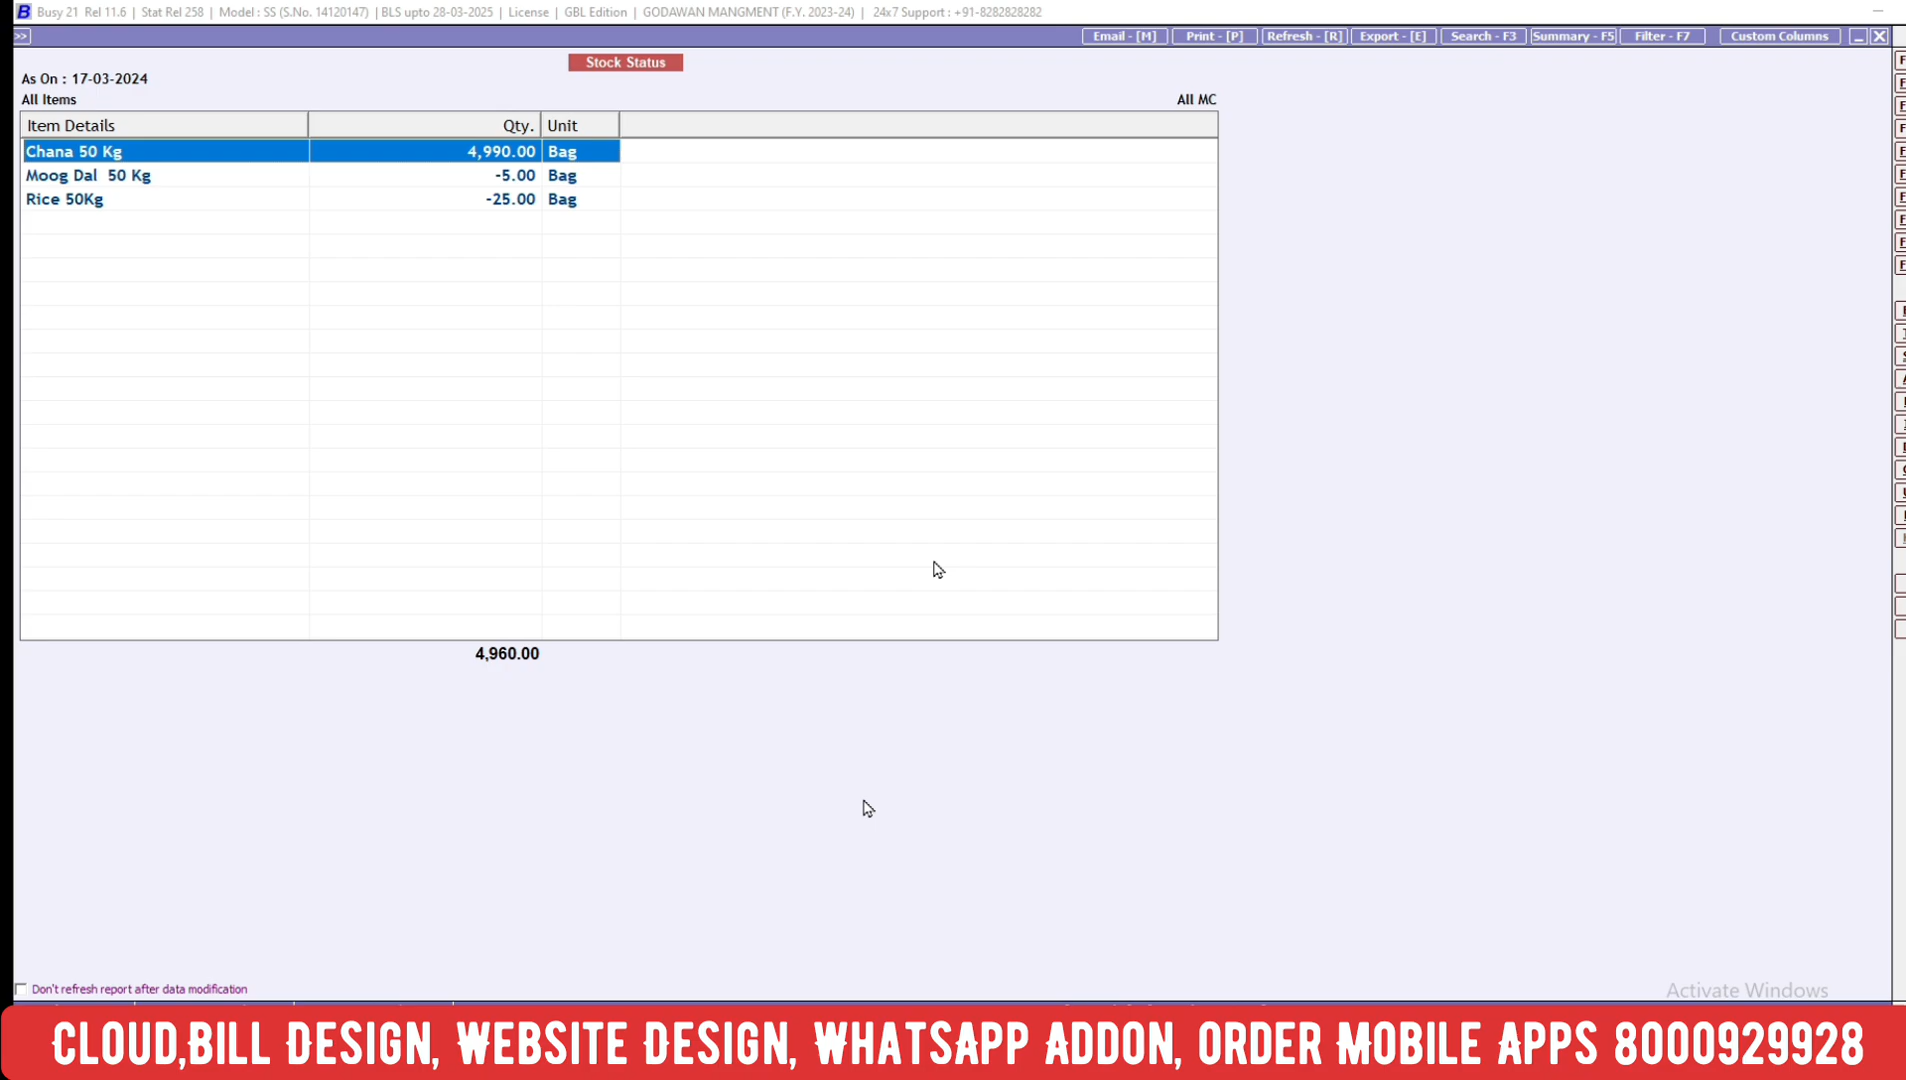 Busy 21 Rel 11.6 | Stat Rel 258 | Model : SS (S.No. 14120147) | BLS upto 28-03-2025 | License | GBL Edition | GODAWAN MANGMENT (F.Y. 2023-24) | 24x7 Support : +91-8282828282
>> Email - [M] Print - [P] Refresh - [R] Export - [E] Search - F3 Summary - F5 Filter - F7 Custom Columns
Stock Status
As On : 17-03-2024
All Items All MC
Item Details Qty. Unit
Chana 50 Kg 4,990.00 Bag
Moog Dal 50 Kg -5.00 Bag
Rice 50Kg -25.00 Bag
4,960.00
Don't refresh report after data modification
Activate Windows
CLOUD,BILL DESIGN, WEBSITE DESIGN, WHATSAPP ADDON, ORDER MOBILE APPS 8000929928